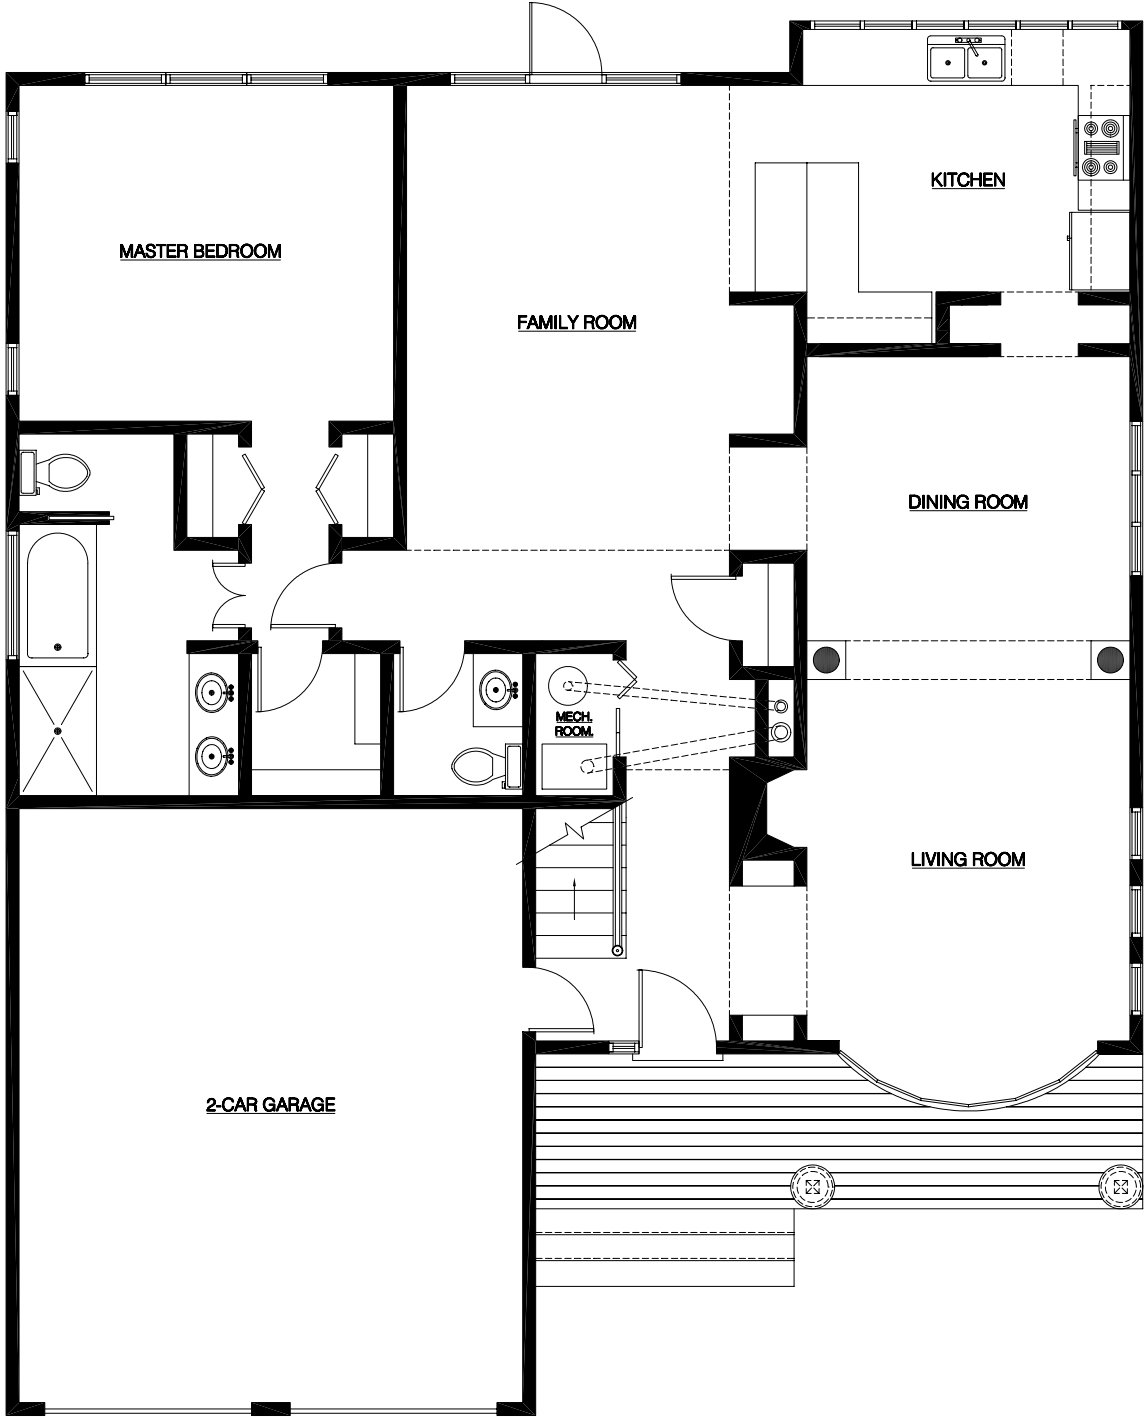 KITCHEN
MASTER BEDROOM
FAMILY ROOM
DINING ROOM
MECH.
ROOM.
LIVING ROOM
2-CAR GARAGE